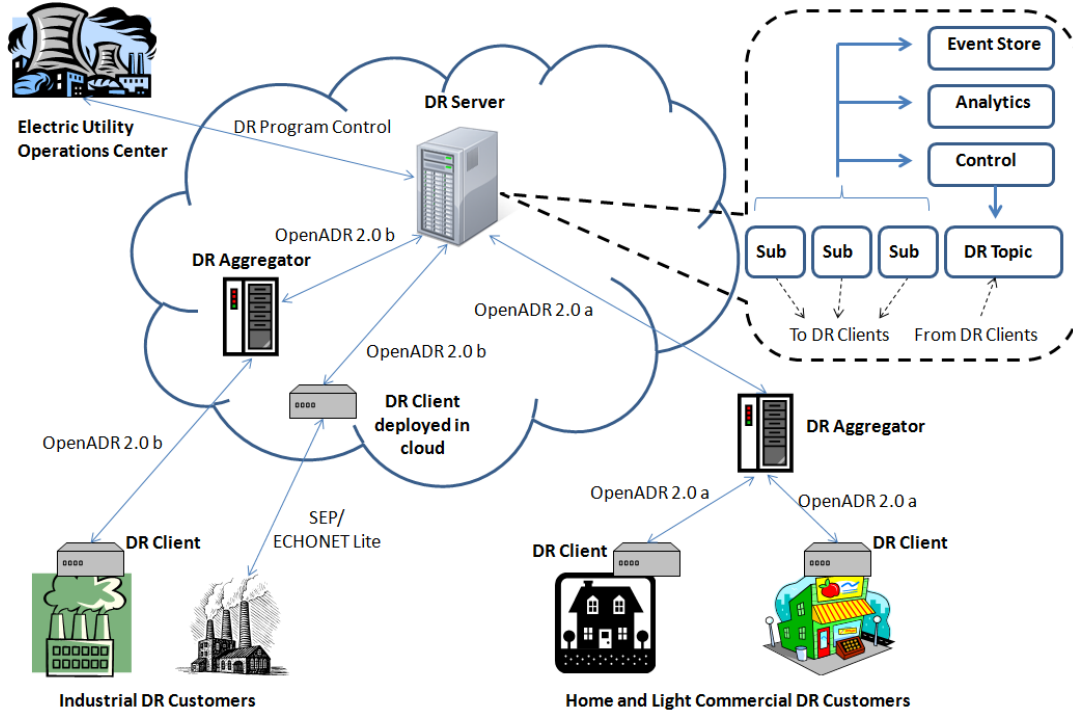 Electric Utility
Operations Center
DR Program Control
DR Server
Event Store
Analytics
Control
Sub
Sub
Sub
DR Topic
To DR Clients
From DR Clients
OpenADR 2.0 b
DR Aggregator
OpenADR 2.0 a
OpenADR 2.0 b
DR Client
deployed in
cloud
OpenADR 2.0 b
DR Aggregator
OpenADR 2.0 a
OpenADR 2.0 a
SEP/
ECHONET Lite
DR Client
DR Client
DR Client
Industrial DR Customers
Home and Light Commercial DR Customers